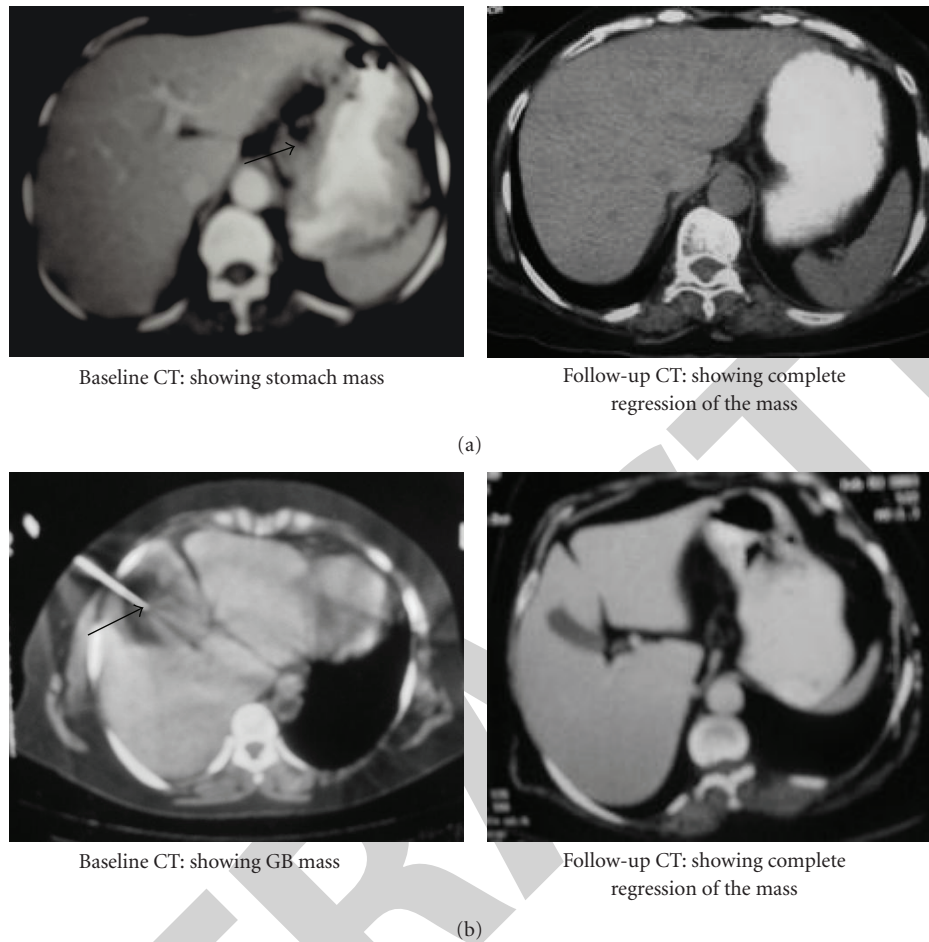 Baseline CT: showing stomach mass
Follow-up CT: showing complete
regression of the mass
(a)
Baseline CT: showing GB mass
Follow-up CT: showing complete
regression of the mass
(b)